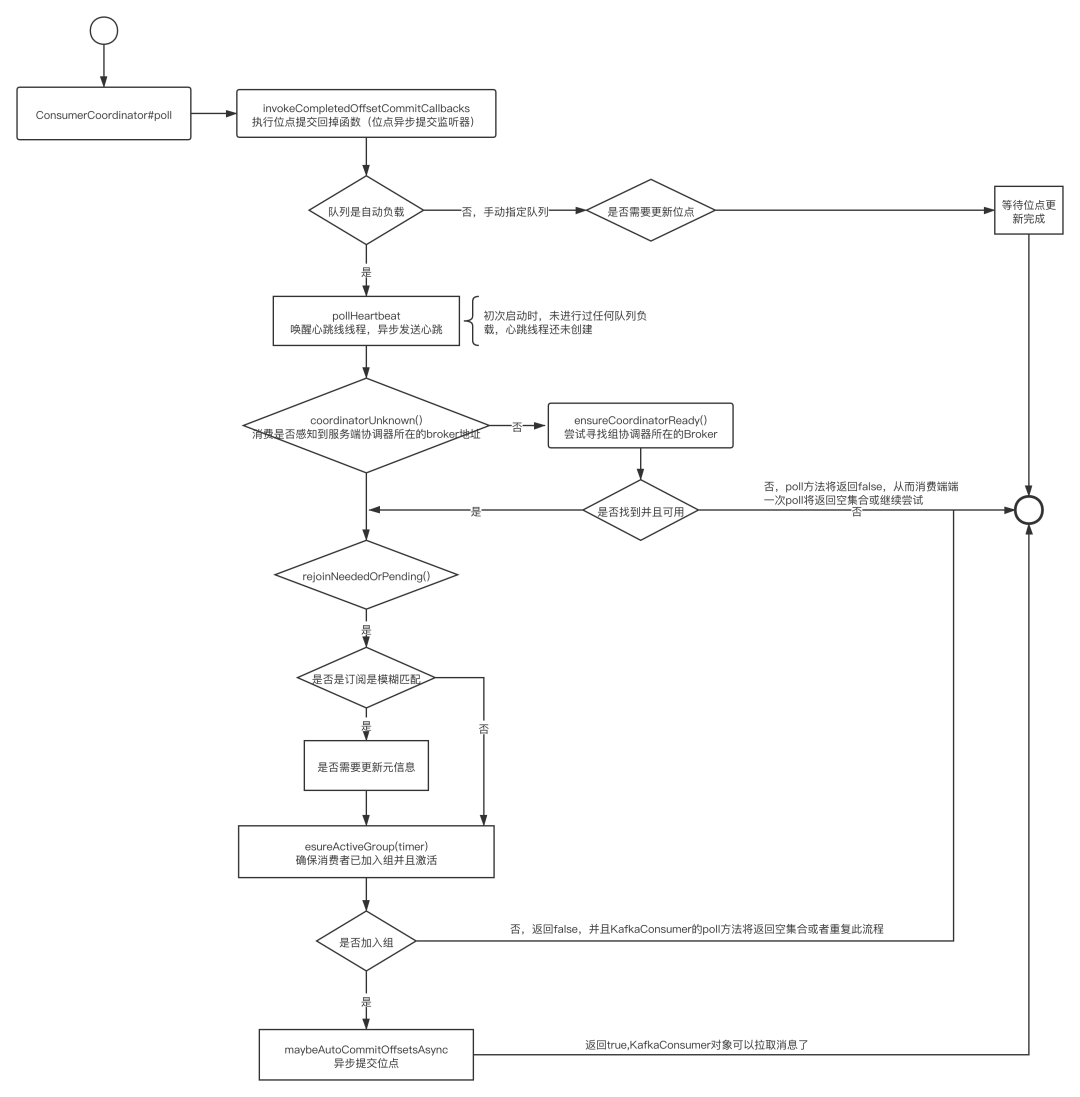 ConsumerCoordinator#poll
invokeCompletedOffsetCommitCallbacks
执行位点提交回掉函数（位点异步提交监听器）
队列是自动负载
否，手动指定队列
是否需要更新位点
等待位点更
新完成
是
pollHeartbeat
唤醒心跳线线程，异步发送心跳
初次启动时，未进行过任何队列负
载，心跳线程还未创建
coordinatorUnknown()
消费是否感知到服务端协调器所在的broker地址
否
ensureCoordinatorReady()
尝试寻找组协调器所在的Broker
否，poll方法将返回false，从而消费端端
一次poll将返回空集合或继续尝试
是
是否找到并且可用
否
rejoinNeededOrPending()
是
是否是订阅是模糊匹配
是
否
是否需要更新元信息
esureActiveGroup(timer)
确保消费者已加入组并且激活
是否加入组
否，返回false，并且KafkaConsumer的poll方法将返回空集合或者重复此流程
是
maybeAutoCommitOffsetsAsync
异步提交位点
返回true,KafkaConsumer对象可以拉取消息了